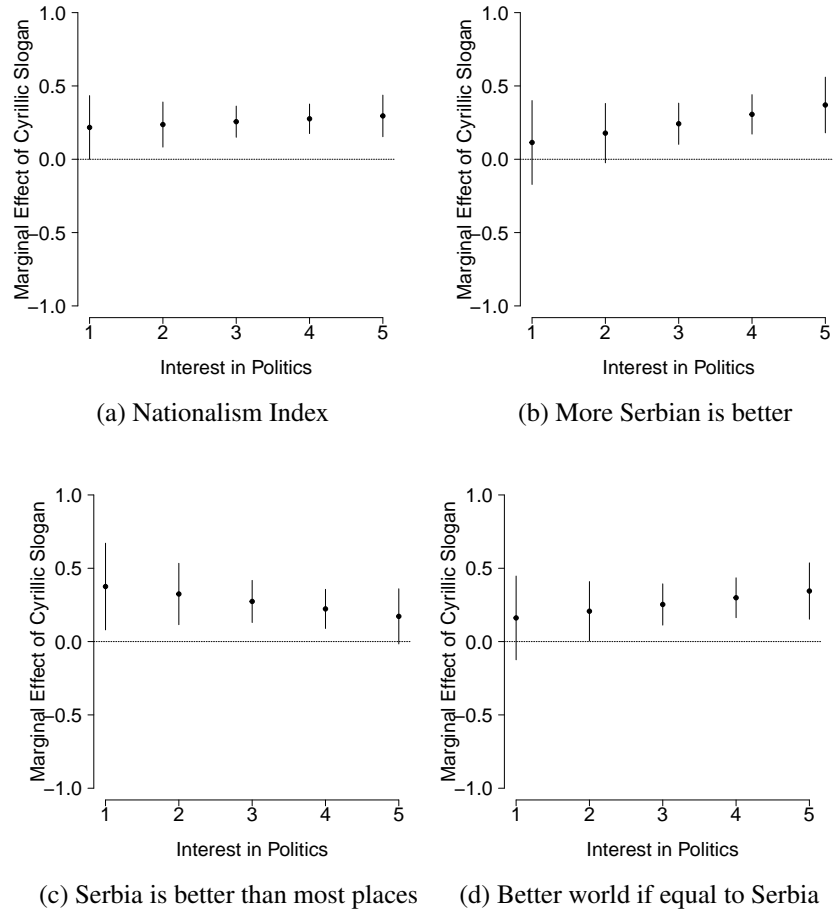 1.0
0.5
0.0
−0.5
−1.0
Marginal Effect of Cyrillic Slogan
1 2 3 4 5
Interest in Politics
(a) Nationalism Index
1.0
0.5
0.0
−0.5
−1.0
Marginal Effect of Cyrillic Slogan
1 2 3 4 5
Interest in Politics
(b) More Serbian is better
1.0
0.5
0.0
−0.5
−1.0
Marginal Effect of Cyrillic Slogan
1 2 3 4 5
Interest in Politics
(c) Serbia is better than most places
1.0
0.5
0.0
−0.5
−1.0
Marginal Effect of Cyrillic Slogan
1 2 3 4 5
Interest in Politics
(d) Better world if equal to Serbia